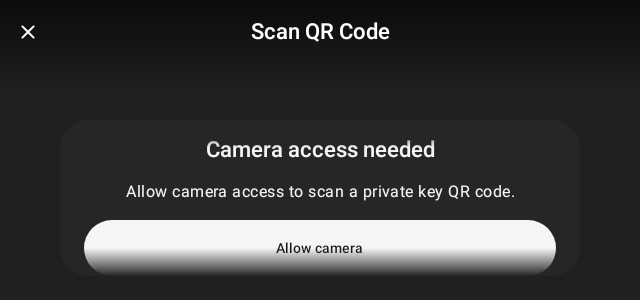 Scan QR Code
Camera access needed
Allow camera access to scan a private key QR code.
Allow camera